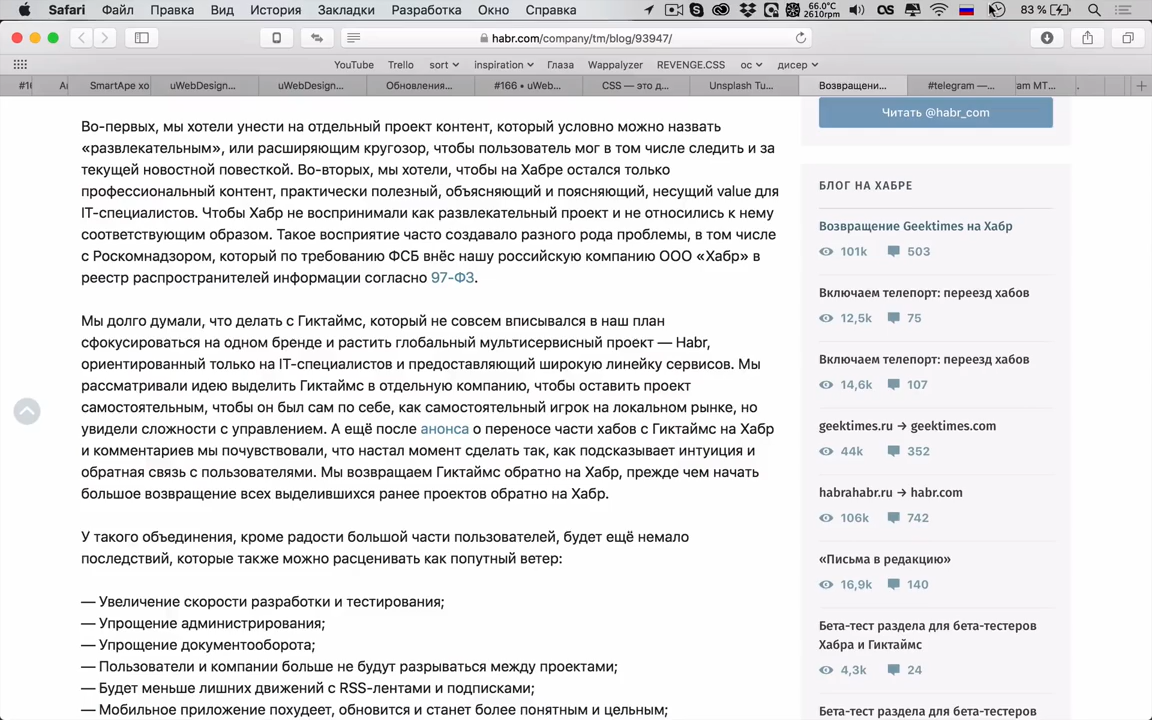 Safari Файл Правка Вид История Закладки Разработка Окно Справка 66.0°C 2610rpm 83 %
habr.com/company/tm/blog/93947/
YouTube Trello sort inspiration Глаза Wappalyzer REVENGE.CSS ос дисер
SmartApe хо uWebDesign... uWebDesign... Обновления... #166 • uWeb... CSS — это д... Unsplash Tu... Возвращени... #telegram —... am MT...
Во-первых, мы хотели унести на отдельный проект контент, который условно можно назвать
«развлекательным», или расширяющим кругозор, чтобы пользователь мог в том числе следить и за
текущей новостной повесткой. Во-вторых, мы хотели, чтобы на Хабре остался только
профессиональный контент, практически полезный, объясняющий и поясняющий, несущий value для
IT-специалистов. Чтобы Хабр не воспринимали как развлекательный проект и не относились к нему
соответствующим образом. Такое восприятие часто создавало разного рода проблемы, в том числе
с Роскомнадзором, который по требованию ФСБ внёс нашу российскую компанию ООО «Хабр» в
реестр распространителей информации согласно 97-ФЗ.
Мы долго думали, что делать с Гиктаймс, который не совсем вписывался в наш план
сфокусироваться на одном бренде и растить глобальный мультисервисный проект — Habr,
ориентированный только на IT-специалистов и предоставляющий широкую линейку сервисов. Мы
рассматривали идею выделить Гиктаймс в отдельную компанию, чтобы оставить проект
самостоятельным, чтобы он был сам по себе, как самостоятельный игрок на локальном рынке, но
увидели сложности с управлением. А ещё после анонса о переносе части хабов с Гиктаймс на Хабр
и комментариев мы почувствовали, что настал момент сделать так, как подсказывает интуиция и
обратная связь с пользователями. Мы возвращаем Гиктаймс обратно на Хабр, прежде чем начать
большое возвращение всех выделившихся ранее проектов обратно на Хабр.
У такого объединения, кроме радости большой части пользователей, будет ещё немало
последствий, которые также можно расценивать как попутный ветер:
— Увеличение скорости разработки и тестирования;
— Упрощение администрирования;
— Упрощение документооборота;
— Пользователи и компании больше не будут разрываться между проектами;
— Будет меньше лишних движений с RSS-лентами и подписками;
— Мобильное приложение похудеет, обновится и станет более понятным и цельным;
Читать @habr_com
БЛОГ НА ХАБРЕ
Возвращение Geektimes на Хабр
101k 503
Включаем телепорт: переезд хабов
12,5k 75
Включаем телепорт: переезд хабов
14,6k 107
geektimes.ru → geektimes.com
44k 352
habrahabr.ru → habr.com
106k 742
«Письма в редакцию»
16,9k 140
Бета-тест раздела для бета-тестеров
Хабра и Гиктаймс
4,3k 24
Бета-тест раздела для бета-тестеров